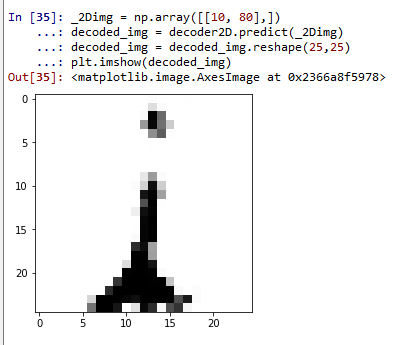 In [35]: _2Dimg = np.array([[10, 80],])
...: decoded_img = decoder2D.predict(_2Dimg)
...: decoded_img = decoded_img.reshape(25,25)
...: plt.imshow(decoded_img)
Out[35]: <matplotlib.image.AxesImage at 0x2366a8f5978>
0
5
10
15
20
0 5 10 15 20